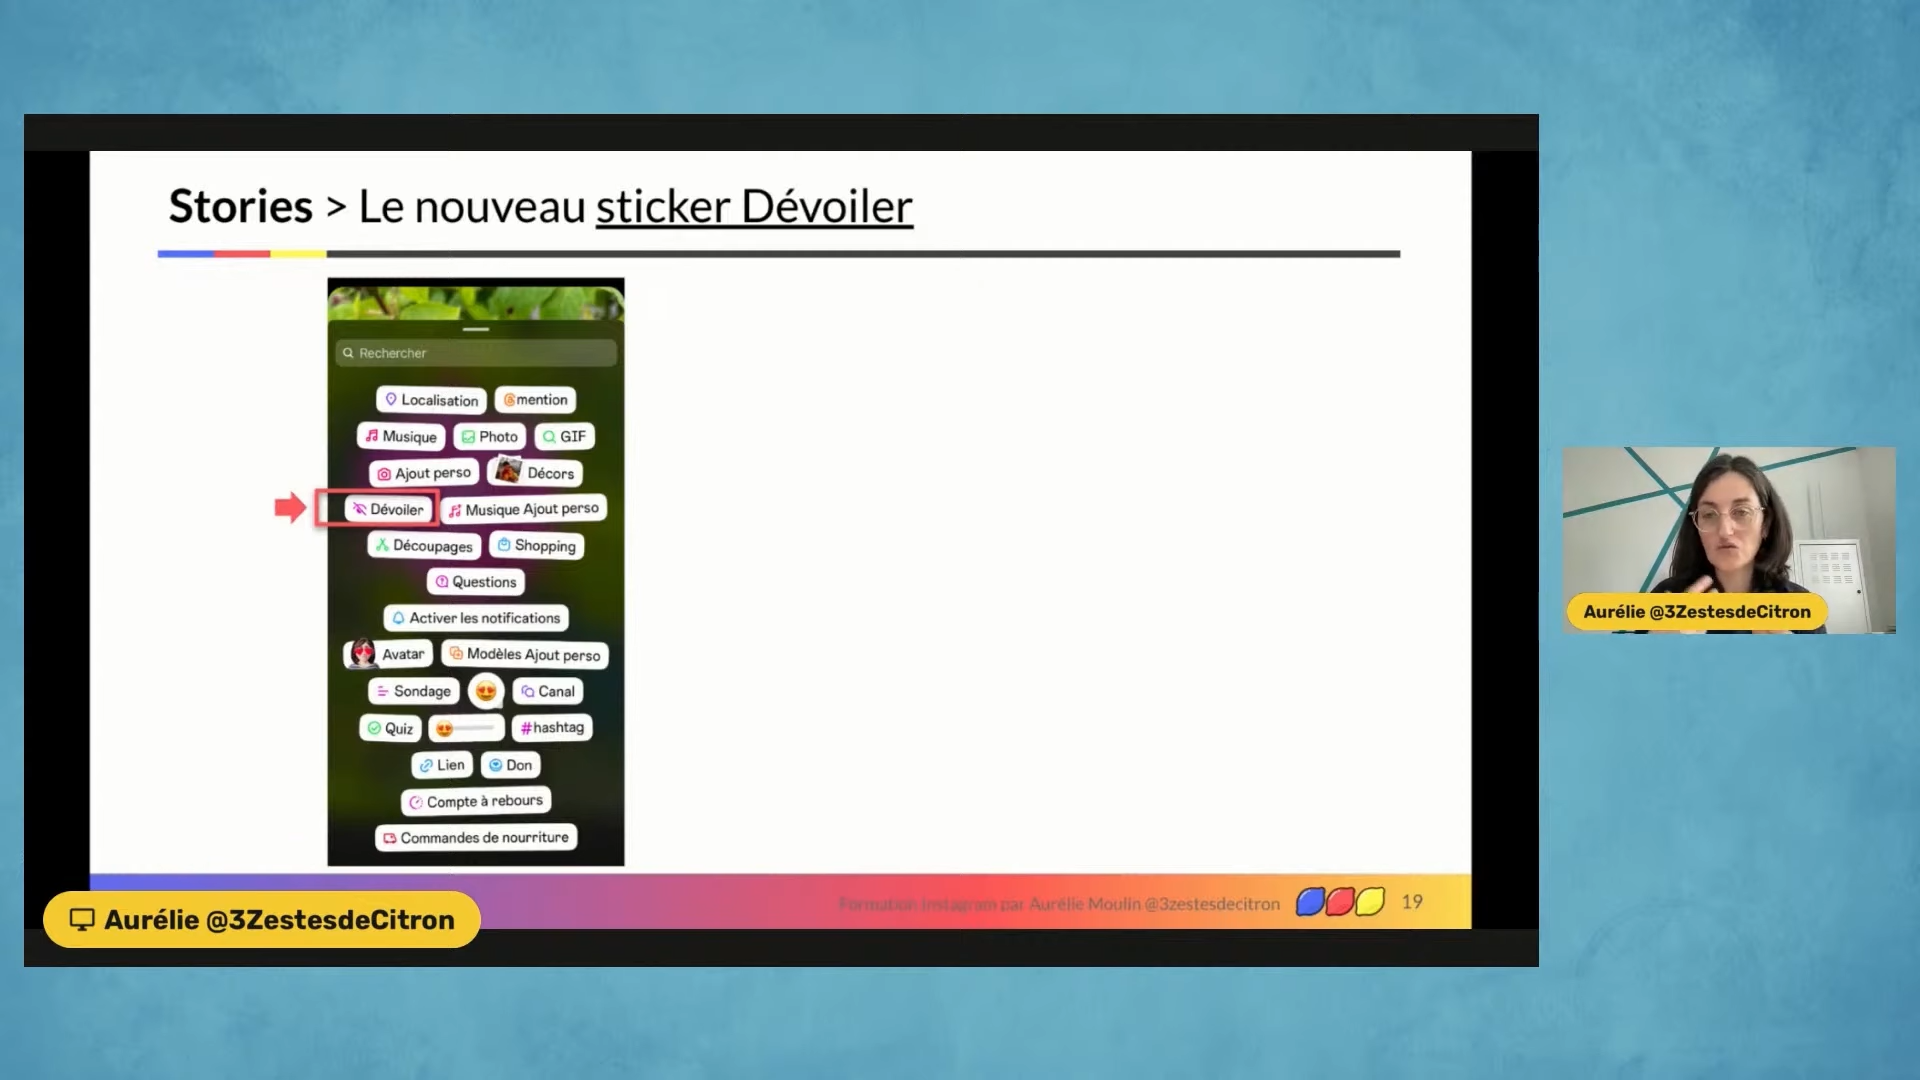 Stories > Le nouveau sticker Dévoiler
Rechercher
Localisation @mention
Musique Photo GIF
Ajout perso Décors
Dévoiler Musique Ajout perso
Découpages Shopping
Questions
Activer les notifications
Avatar Modèles Ajout perso
Sondage Canal
Quiz #hashtag
Lien Don
Compte à rebours
Commandes de nourriture
Formation Instagram par Aurélie Moulin @3zestesdecitron 19
Aurélie @3ZestesdeCitron
Aurélie @3ZestesdeCitron